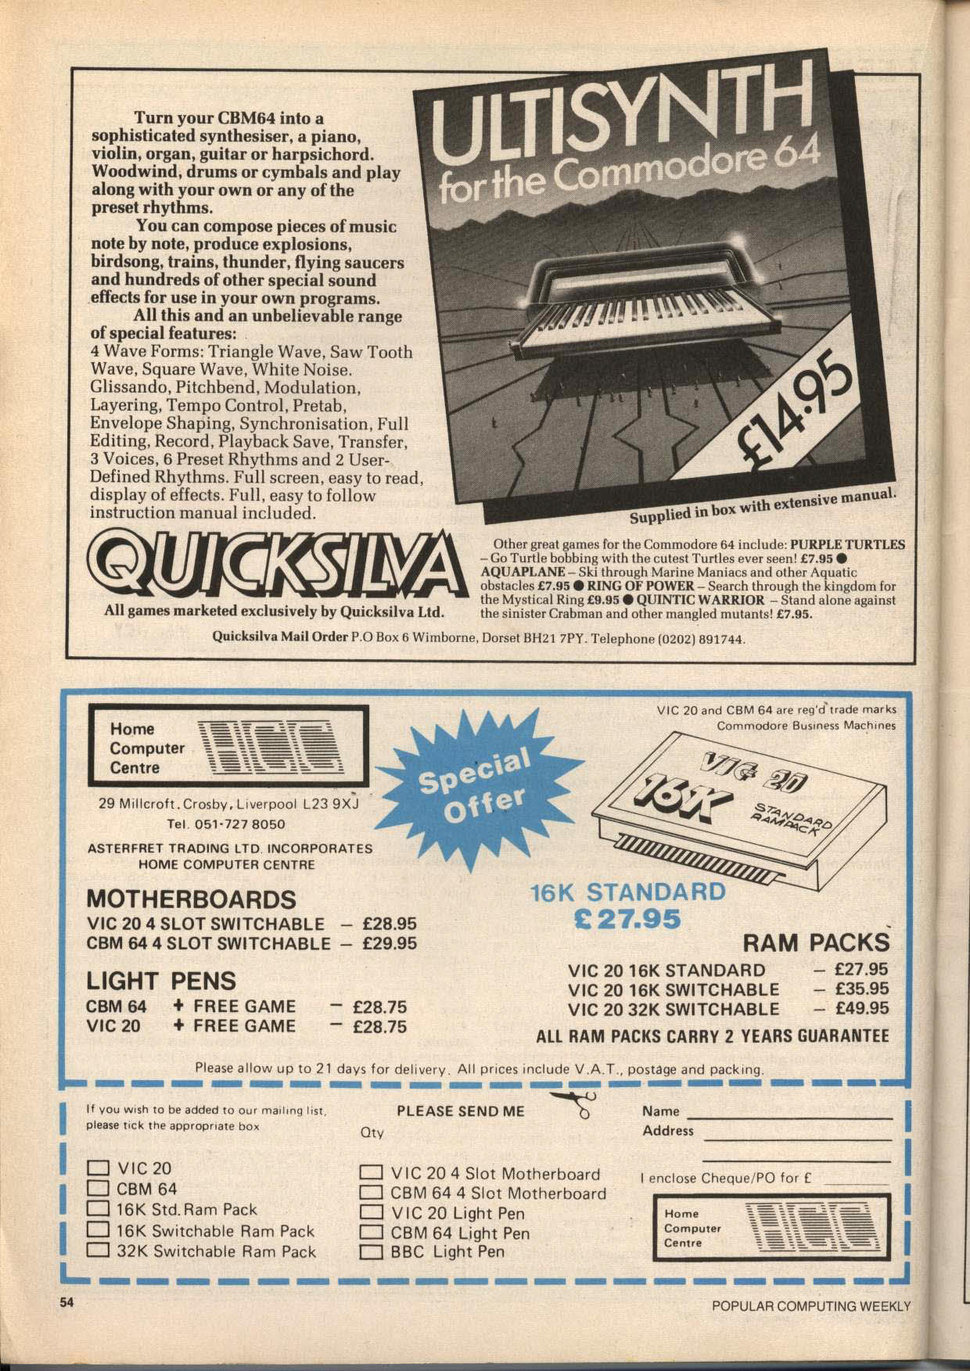 Turn your CBM64 into a
sophisticated synthesiser, a piano,
violin, organ, guitar or harpsichord.
Woodwind, drums or cymbals and play
along with your own or any of the
preset rhythms.
You can compose pieces of music
note by note, produce explosions,
birdsong, trains, thunder, flying saucers
and hundreds of other special sound
effects for use in your own programs.
All this and an unbelievable range
of special features:
4 Wave Forms: Triangle Wave, Saw Tooth
Wave, Square Wave, White Noise.
Glissando, Pitchbend, Modulation,
Layering, Tempo Control, Pretab,
Envelope Shaping, Synchronisation, Full
Editing, Record, Playback Save, Transfer,
3 Voices, 6 Preset Rhythms and 2 User-
Defined Rhythms. Full screen, easy to read,
display of effects. Full, easy to follow
instruction manual included.
ULTISYNTH
for the Commodore 64
£14.95
Supplied in box with extensive manual.
QUICKSILVA
All games marketed exclusively by Quicksilva Ltd.
Other great games for the Commodore 64 include: PURPLE TURTLES
– Go Turtle bobbing with the cutest Turtles ever seen! £7.95 ●
AQUAPLANE – Ski through Marine Maniacs and other Aquatic
obstacles £7.95 ● RING OF POWER – Search through the kingdom for
the Mystical Ring £9.95 ● QUINTIC WARRIOR – Stand alone against
the sinister Crabman and other mangled mutants! £7.95.
Quicksilva Mail Order P.O Box 6 Wimborne, Dorset BH21 7PY. Telephone (0202) 891744.
Home
Computer
Centre
HCC
29 Millcroft, Crosby, Liverpool L23 9XJ
Tel. 051-727 8050
ASTERFRET TRADING LTD. INCORPORATES
HOME COMPUTER CENTRE
Special
Offer
VIC 20 and CBM 64 are reg'd trade marks
Commodore Business Machines
VIC 20
16K
STANDARD
RAMPACK
16K STANDARD
£27.95
MOTHERBOARDS
VIC 20 4 SLOT SWITCHABLE – £28.95
CBM 64 4 SLOT SWITCHABLE – £29.95
LIGHT PENS
CBM 64 + FREE GAME – £28.75
VIC 20 + FREE GAME – £28.75
RAM PACKS
VIC 20 16K STANDARD – £27.95
VIC 20 16K SWITCHABLE – £35.95
VIC 20 32K SWITCHABLE – £49.95
ALL RAM PACKS CARRY 2 YEARS GUARANTEE
Please allow up to 21 days for delivery. All prices include V.A.T., postage and packing.
If you wish to be added to our mailing list,
please tick the appropriate box
VIC 20
CBM 64
16K Std. Ram Pack
16K Switchable Ram Pack
32K Switchable Ram Pack
PLEASE SEND ME
Qty
VIC 20 4 Slot Motherboard
CBM 64 4 Slot Motherboard
VIC 20 Light Pen
CBM 64 Light Pen
BBC Light Pen
Name
Address
I enclose Cheque/PO for £
Home
Computer
Centre
HCC
54
POPULAR COMPUTING WEEKLY